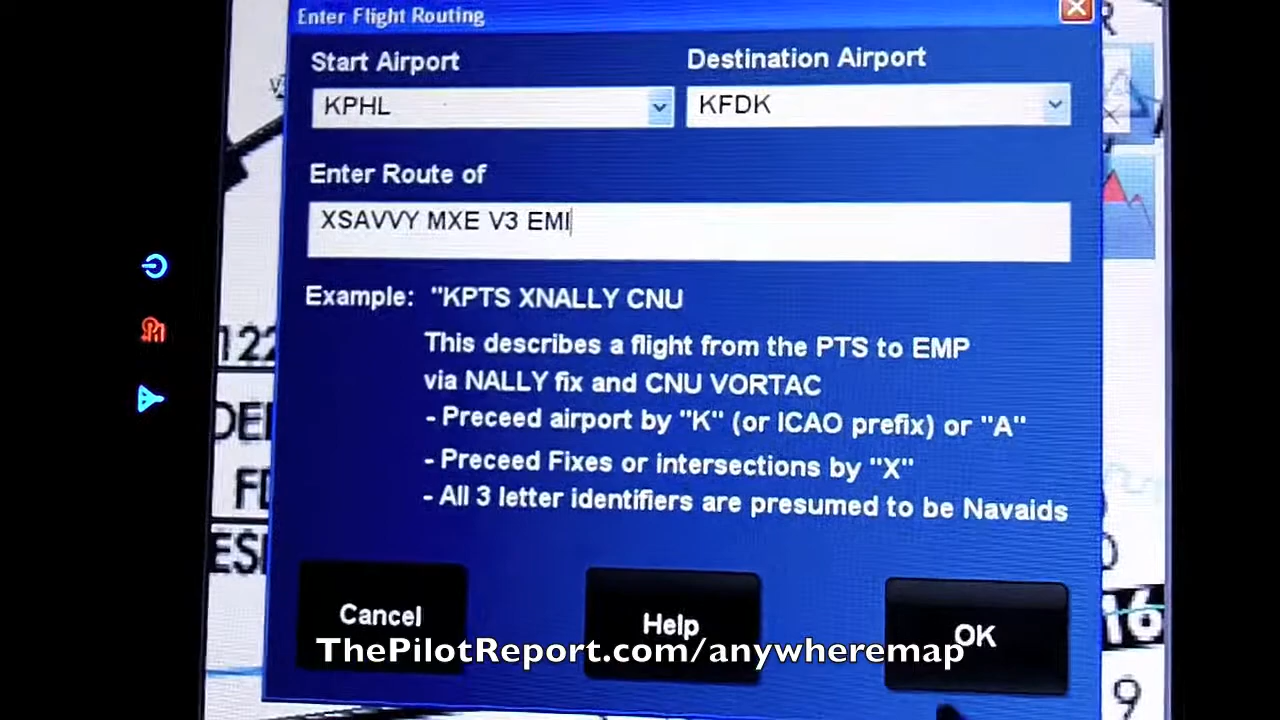 Enter Flight Routing
Start Airport
Destination Airport
KPHL
KFDK
Enter Route of
XSAVVY MXE V3 EMI
Example: "KPTS XNALLY CNU
This describes a flight from the PTS to EMP
via NALLY fix and CNU VORTAC
- Preceed airport by "K" (or ICAO prefix) or "A"
- Preceed Fixes or intersections by "X"
- All 3 letter identifiers are presumed to be Navaids
122
16
9
Cancel
Help
OK
ThePilotReport.com/anywheremap